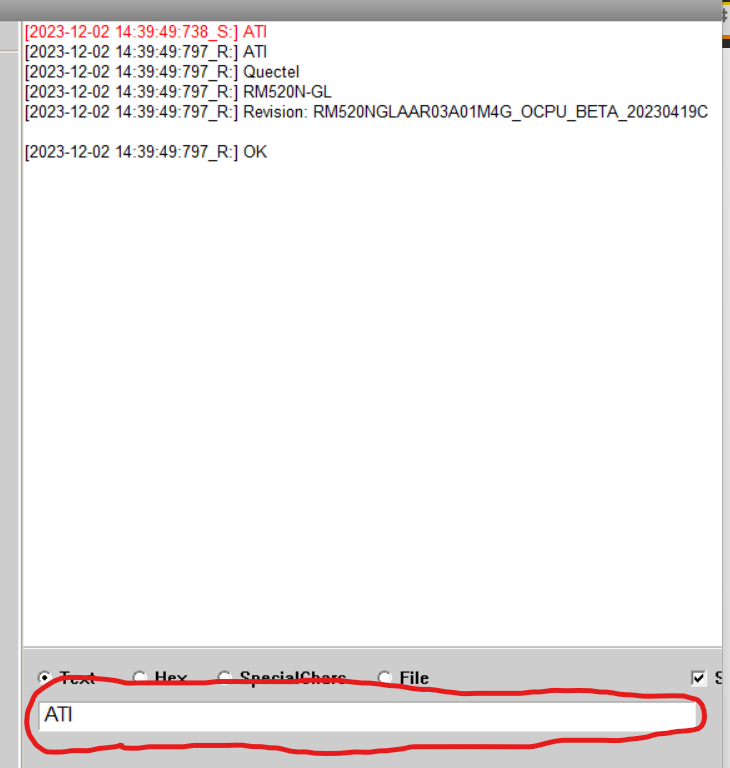 [2023-12-02 14:39:49:738_S:] ATI
[2023-12-02 14:39:49:797_R:] ATI
[2023-12-02 14:39:49:797_R:] Quectel
[2023-12-02 14:39:49:797_R:] RM520N-GL
[2023-12-02 14:39:49:797_R:] Revision: RM520NGLAAR03A01M4G_OCPU_BETA_20230419C
[2023-12-02 14:39:49:797_R:] OK
Text Hex SpecialChars File S
ATI